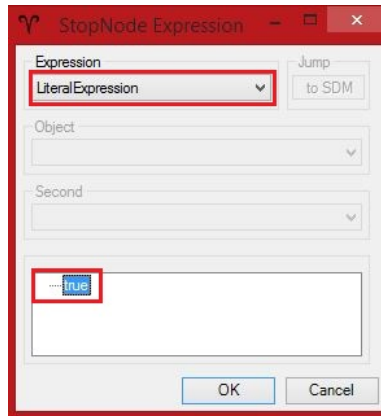 StopNode Expression
Expression
Jump
LiteralExpression
to SDM
Object
Second
true
OK
Cancel